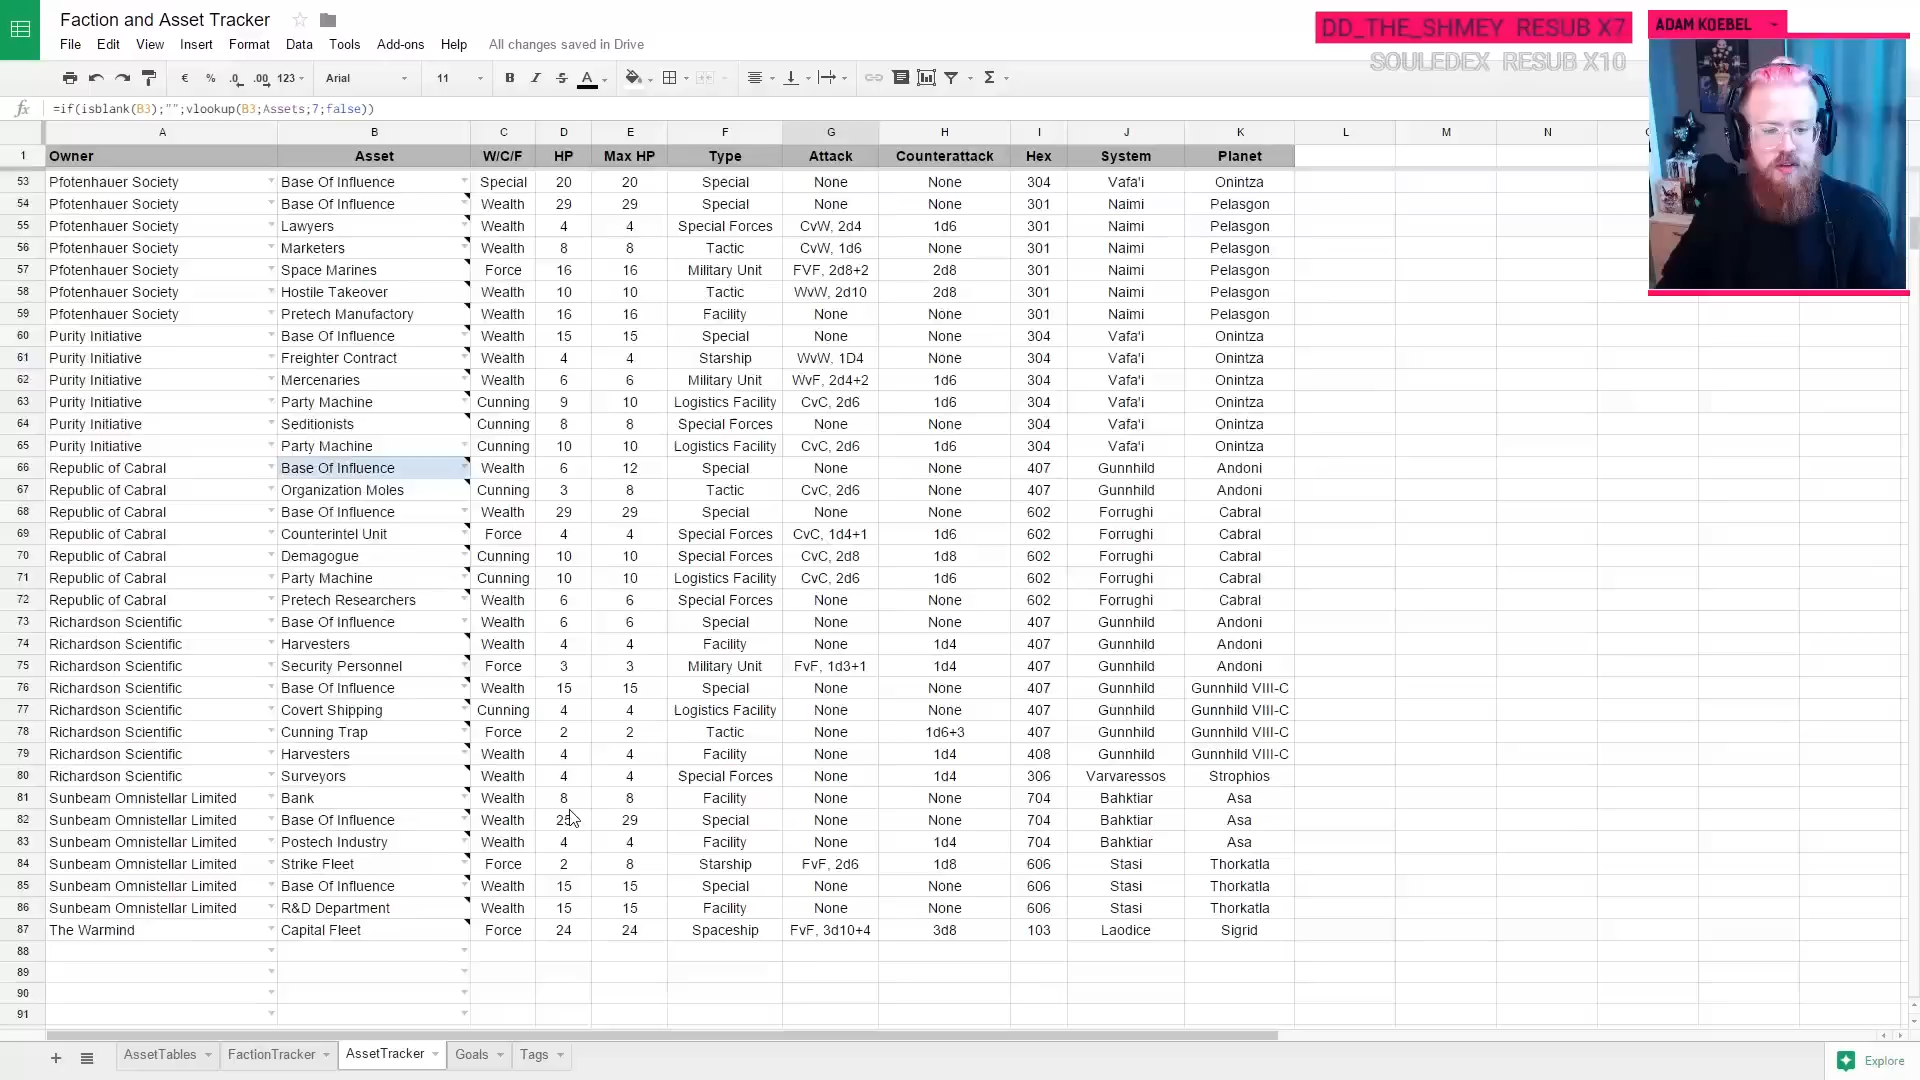 Faction and Asset Tracker
DD_THE_SHMEY RESUB X7
ADAM KOEBEL
SOULEDEX RESUB X10
File Edit View Insert Format Data Tools Add-ons Help All changes saved in Drive
€ % .0 .00 123 Arial 11 B I S A Σ
fx =if(isblank(B3);"";vlookup(B3;Assets;7;false))
A B C D E F G H I J K L M N
1 Owner Asset W/C/F HP Max HP Type Attack Counterattack Hex System Planet
53 Pfotenhauer Society Base Of Influence Special 20 20 Special None None 304 Vafa'i Onintza
54 Pfotenhauer Society Base Of Influence Wealth 29 29 Special None None 301 Naimi Pelasgon
55 Pfotenhauer Society Lawyers Wealth 4 4 Special Forces CvW, 2d4 1d6 301 Naimi Pelasgon
56 Pfotenhauer Society Marketers Wealth 8 8 Tactic CvW, 1d6 None 301 Naimi Pelasgon
57 Pfotenhauer Society Space Marines Force 16 16 Military Unit FVF, 2d8+2 2d8 301 Naimi Pelasgon
58 Pfotenhauer Society Hostile Takeover Wealth 10 10 Tactic WvW, 2d10 2d8 301 Naimi Pelasgon
59 Pfotenhauer Society Pretech Manufactory Wealth 16 16 Facility None None 301 Naimi Pelasgon
60 Purity Initiative Base Of Influence Wealth 15 15 Special None None 304 Vafa'i Onintza
61 Purity Initiative Freighter Contract Wealth 4 4 Starship WvW, 1D4 None 304 Vafa'i Onintza
62 Purity Initiative Mercenaries Wealth 6 6 Military Unit WvF, 2d4+2 1d6 304 Vafa'i Onintza
63 Purity Initiative Party Machine Cunning 9 10 Logistics Facility CvC, 2d6 1d6 304 Vafa'i Onintza
64 Purity Initiative Seditionists Cunning 8 8 Special Forces None None 304 Vafa'i Onintza
65 Purity Initiative Party Machine Cunning 10 10 Logistics Facility CvC, 2d6 1d6 304 Vafa'i Onintza
66 Republic of Cabral Base Of Influence Wealth 6 12 Special None None 407 Gunnhild Andoni
67 Republic of Cabral Organization Moles Cunning 3 8 Tactic CvC, 2d6 None 407 Gunnhild Andoni
68 Republic of Cabral Base Of Influence Wealth 29 29 Special None None 602 Forrughi Cabral
69 Republic of Cabral Counterintel Unit Force 4 4 Special Forces CvC, 1d4+1 1d6 602 Forrughi Cabral
70 Republic of Cabral Demagogue Cunning 10 10 Special Forces CvC, 2d8 1d8 602 Forrughi Cabral
71 Republic of Cabral Party Machine Cunning 10 10 Logistics Facility CvC, 2d6 1d6 602 Forrughi Cabral
72 Republic of Cabral Pretech Researchers Wealth 6 6 Special Forces None None 602 Forrughi Cabral
73 Richardson Scientific Base Of Influence Wealth 6 6 Special None None 407 Gunnhild Andoni
74 Richardson Scientific Harvesters Wealth 4 4 Facility None 1d4 407 Gunnhild Andoni
75 Richardson Scientific Security Personnel Force 3 3 Military Unit FvF, 1d3+1 1d4 407 Gunnhild Andoni
76 Richardson Scientific Base Of Influence Wealth 15 15 Special None None 407 Gunnhild Gunnhild VIII-C
77 Richardson Scientific Covert Shipping Cunning 4 4 Logistics Facility None None 407 Gunnhild Gunnhild VIII-C
78 Richardson Scientific Cunning Trap Force 2 2 Tactic None 1d6+3 407 Gunnhild Gunnhild VIII-C
79 Richardson Scientific Harvesters Wealth 4 4 Facility None 1d4 408 Gunnhild Gunnhild VIII-C
80 Richardson Scientific Surveyors Wealth 4 4 Special Forces None 1d4 306 Varvaressos Strophios
81 Sunbeam Omnistellar Limited Bank Wealth 8 8 Facility None None 704 Bahktiar Asa
82 Sunbeam Omnistellar Limited Base Of Influence Wealth 29 Special None None 704 Bahktiar Asa
83 Sunbeam Omnistellar Limited Postech Industry Wealth 4 4 Facility None 1d4 704 Bahktiar Asa
84 Sunbeam Omnistellar Limited Strike Fleet Force 2 8 Starship FvF, 2d6 1d8 606 Stasi Thorkatla
85 Sunbeam Omnistellar Limited Base Of Influence Wealth 15 15 Special None None 606 Stasi Thorkatla
86 Sunbeam Omnistellar Limited R&D Department Wealth 15 15 Facility None None 606 Stasi Thorkatla
87 The Warmind Capital Fleet Force 24 24 Spaceship FvF, 3d10+4 3d8 103 Laodice Sigrid
88
89
90
91
+ AssetTables FactionTracker AssetTracker Goals Tags Explore